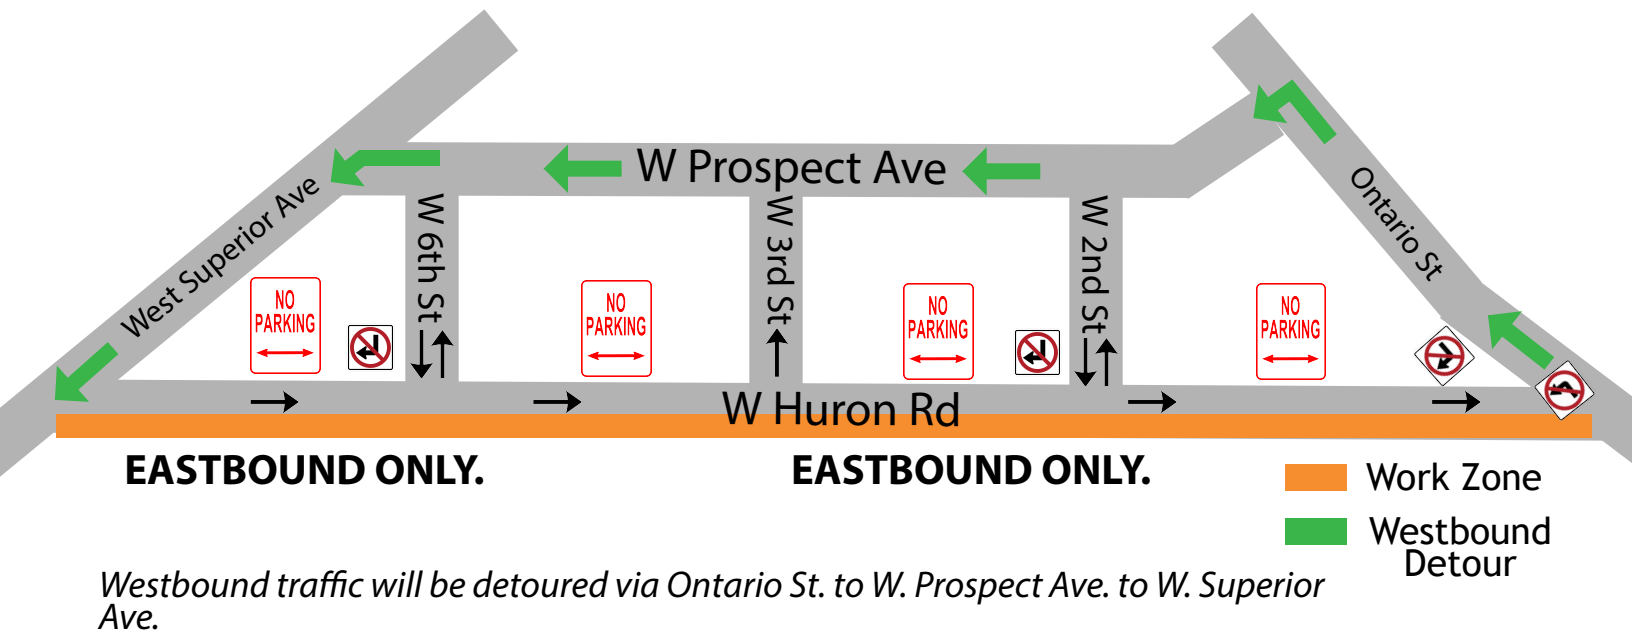 W Prospect Ave
West Superior Ave
W 6th St
W 3rd St
W 2nd St
Ontario St
NO
PARKING
NO
PARKING
NO
PARKING
NO
PARKING
W Huron Rd
EASTBOUND ONLY.
EASTBOUND ONLY.
Work Zone
Westbound
Detour
Westbound traffic will be detoured via Ontario St. to W. Prospect Ave. to W. Superior
Ave.